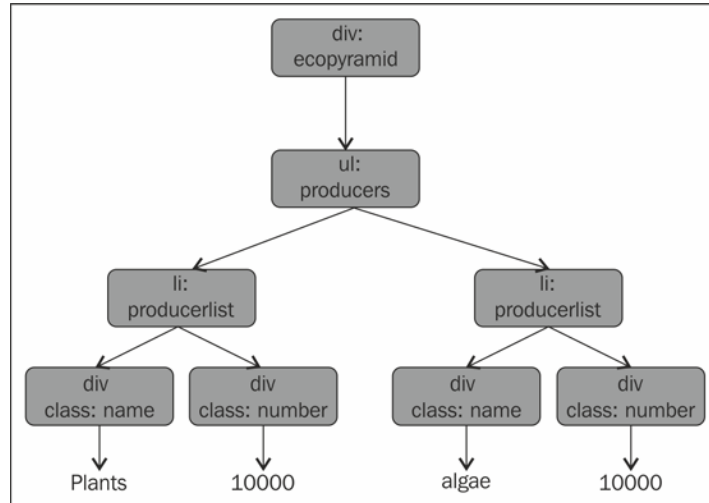 div:
ecopyramid
ul:
producers
li:
producerlist
li:
producerlist
div
class: name
div
class: number
div
class: name
div
class: number
Plants
10000
algae
10000